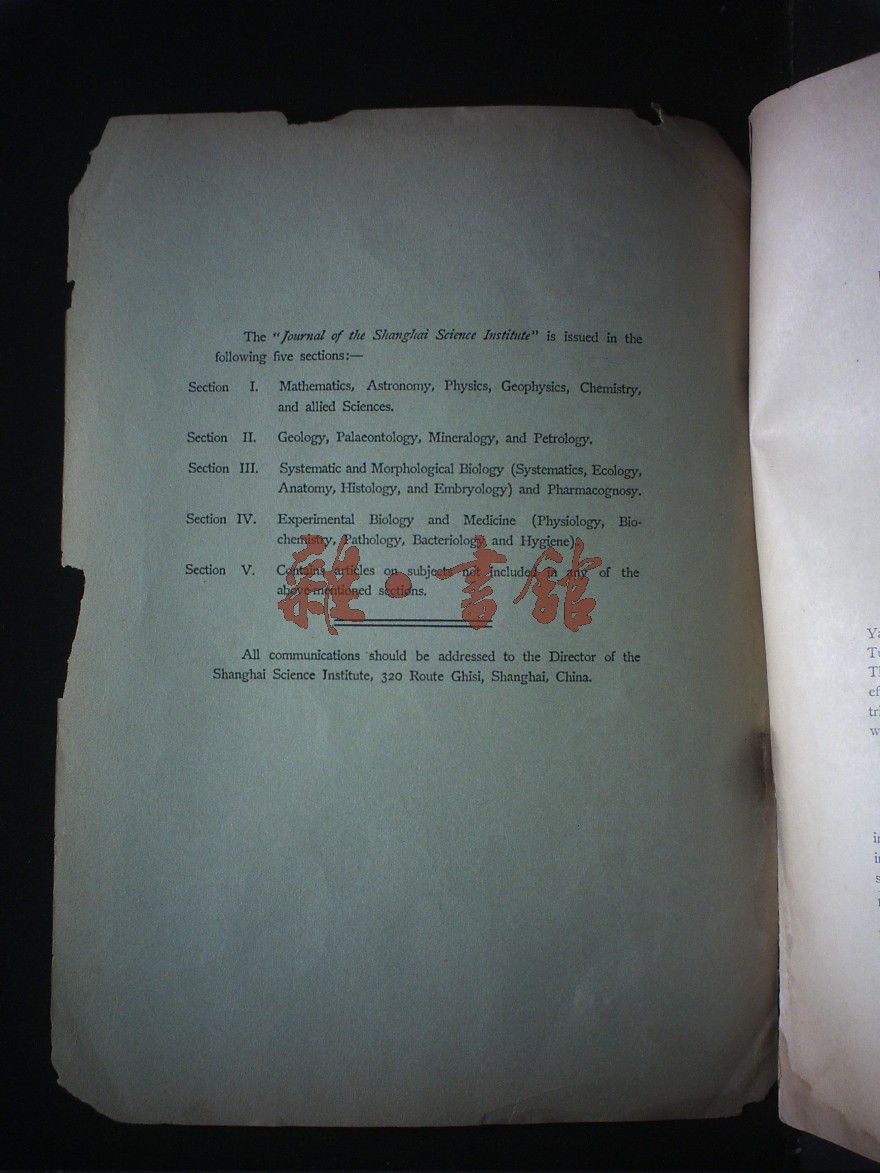 The "Journal of the Shanghai Science Institute" is issued in the
following five sections:—
Section I. Mathematics, Astronomy, Physics, Geophysics, Chemistry,
and allied Sciences.
Section II. Geology, Palaeontology, Mineralogy, and Petrology.
Section III. Systematic and Morphological Biology (Systematics, Ecology,
Anatomy, Histology, and Embryology) and Pharmacognosy.
Section IV. Experimental Biology and Medicine (Physiology, Bio-
chemistry, Pathology, Bacteriology and Hygiene).
Section V. Contains articles on subjects not included in any of the
above-mentioned sections.
雜·書館
All communications should be addressed to the Director of the
Shanghai Science Institute, 320 Route Ghisi, Shanghai, China.